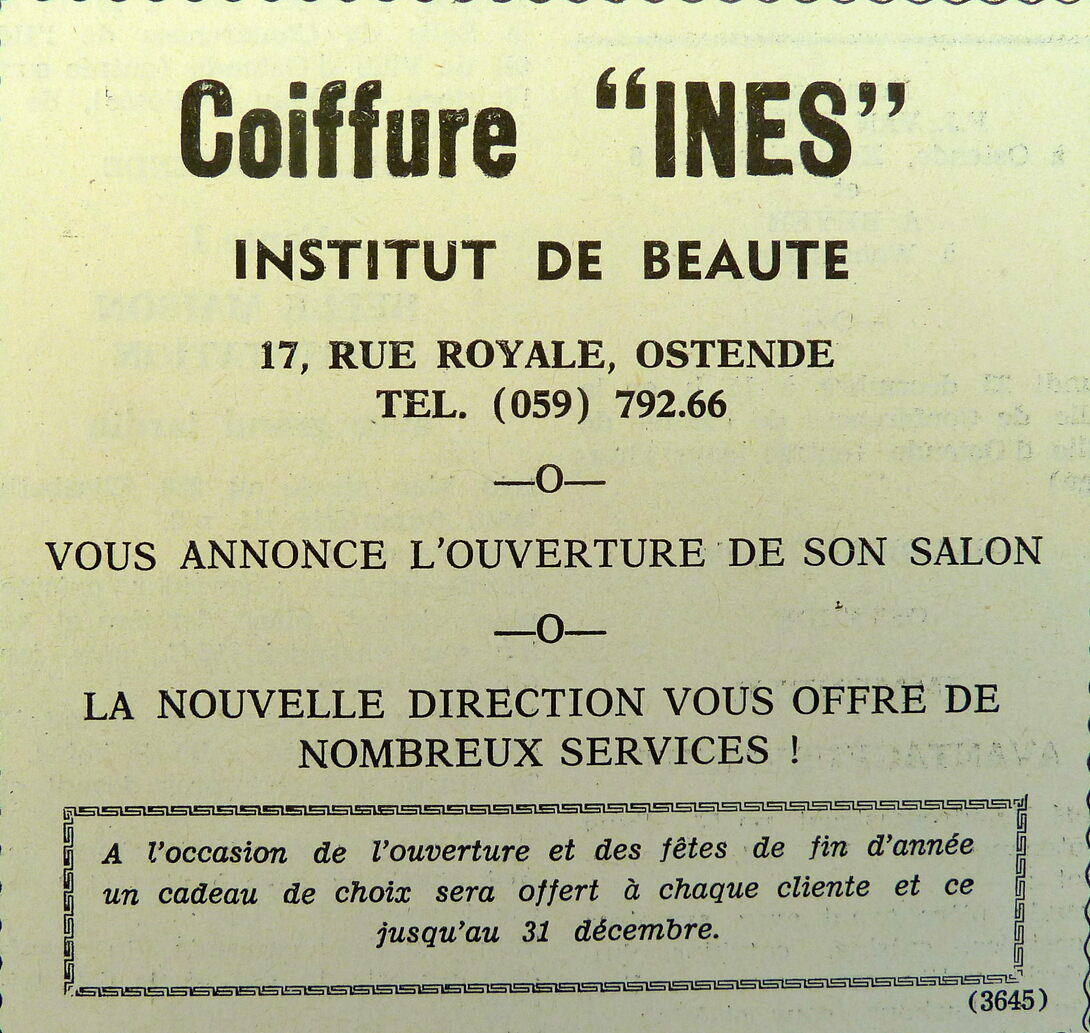 Coiffure “INES”
INSTITUT DE BEAUTE
17, RUE ROYALE, OSTENDE
TEL. (059) 792.66
—O—
VOUS ANNONCE L'OUVERTURE DE SON SALON
—O—
LA NOUVELLE DIRECTION VOUS OFFRE DE
NOMBREUX SERVICES !
A l'occasion de l'ouverture et des fêtes de fin d'année
un cadeau de choix sera offert à chaque cliente et ce
jusqu'au 31 décembre.
(3645)